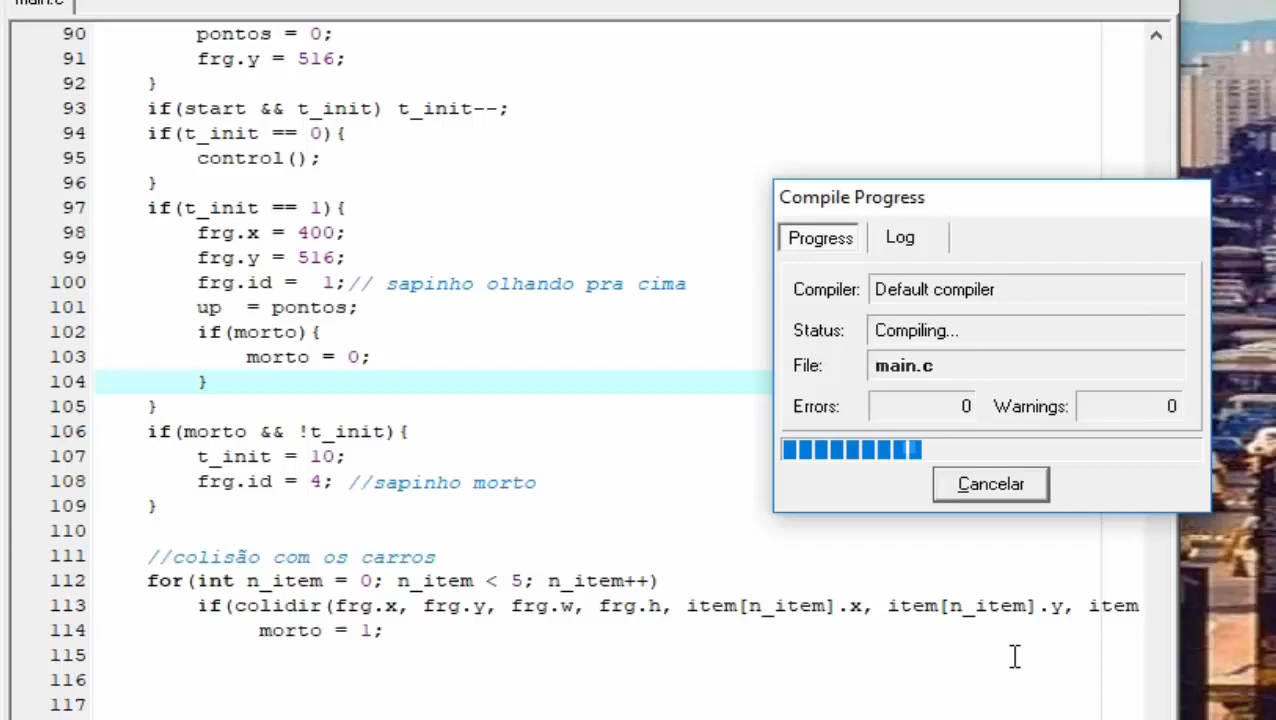 main.c
90 pontos = 0;
91 frg.y = 516;
92 }
93 if(start && t_init) t_init--;
94 if(t_init == 0){
95 control();
96 }
97 if(t_init == 1){
98 frg.x = 400;
99 frg.y = 516;
100 frg.id = 1;// sapinho olhando pra cima
101 up = pontos;
102 if(morto){
103 morto = 0;
104 }
105 }
106 if(morto && !t_init){
107 t_init = 10;
108 frg.id = 4; //sapinho morto
109 }
110
111 //colisão com os carros
112 for(int n_item = 0; n_item < 5; n_item++)
113 if(colidir(frg.x, frg.y, frg.w, frg.h, item[n_item].x, item[n_item].y, item
114 morto = 1;
115
116
117
Compile Progress
Progress Log
Compiler: Default compiler
Status: Compiling...
File: main.c
Errors: 0 Warnings: 0
Cancelar